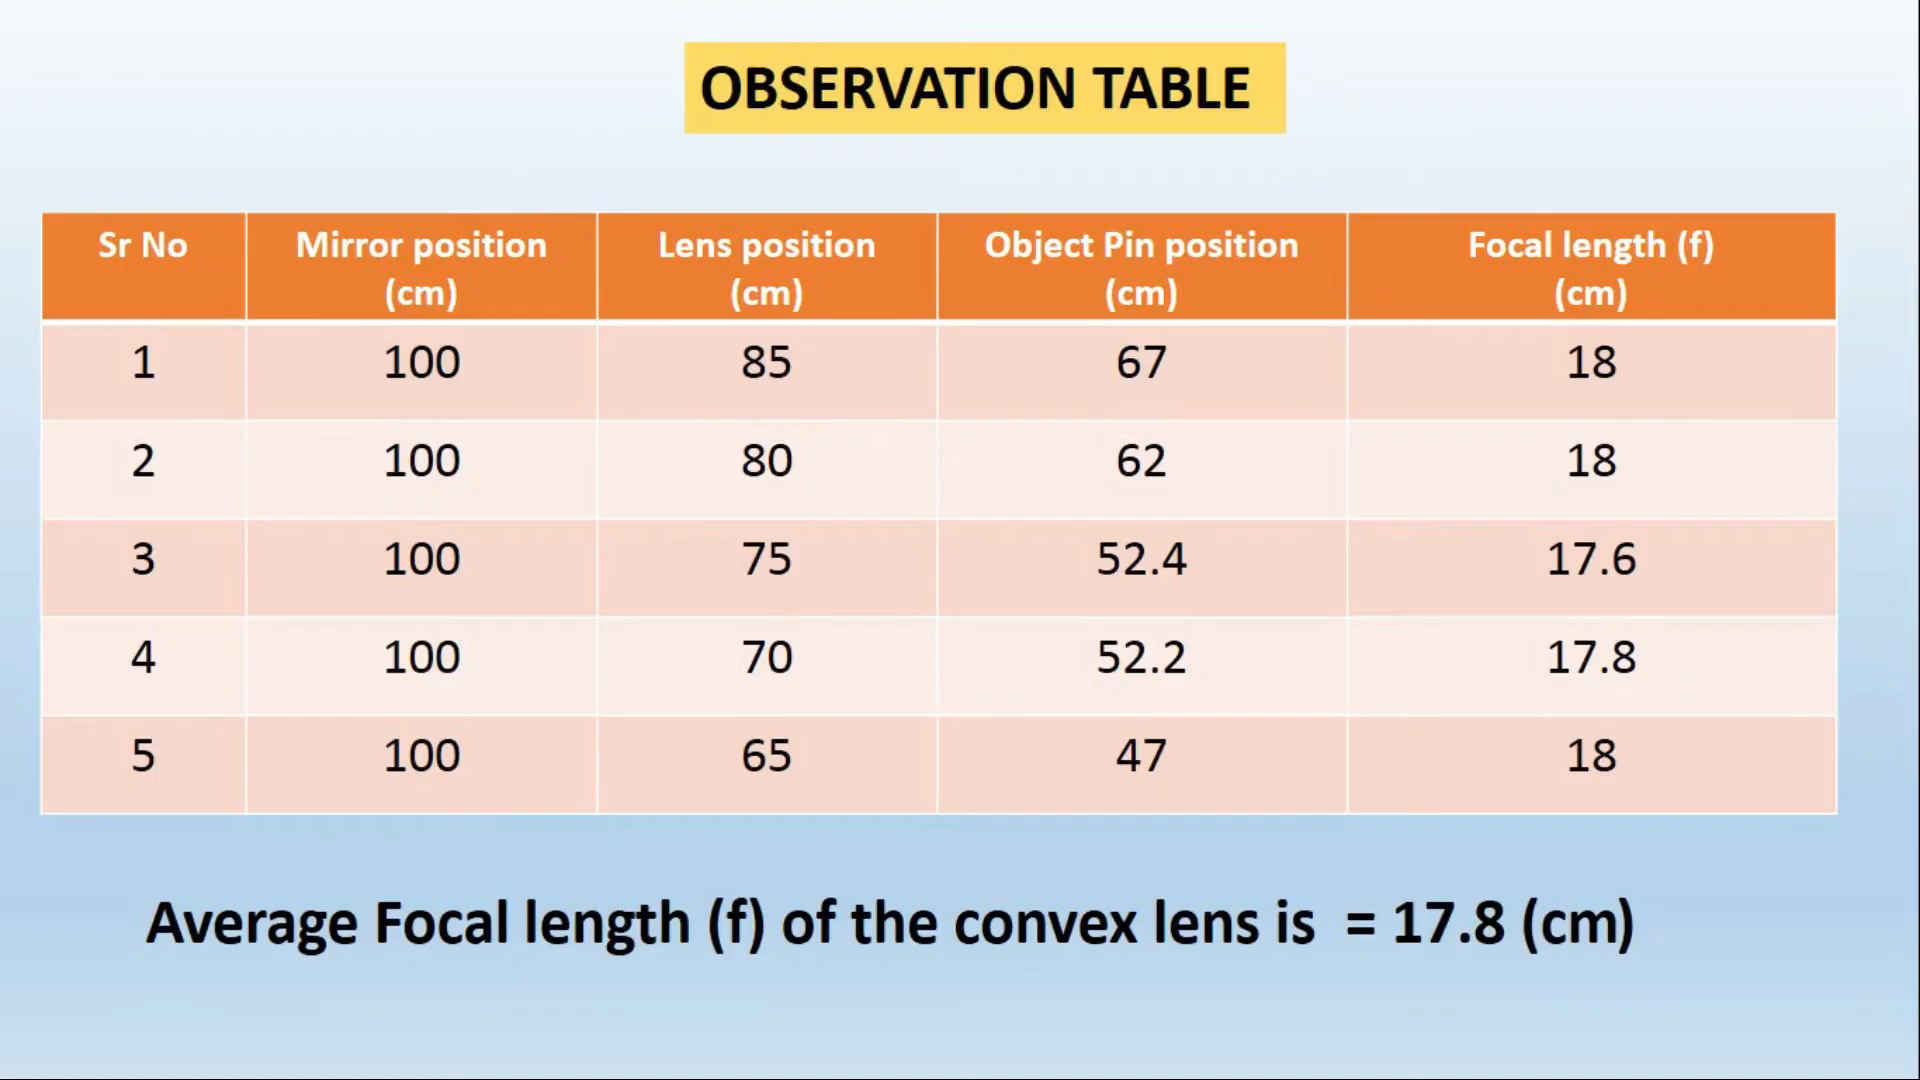 OBSERVATION TABLE
Sr No Mirror position (cm) Lens position (cm) Object Pin position (cm) Focal length (f) (cm)
1 100 85 67 18
2 100 80 62 18
3 100 75 52.4 17.6
4 100 70 52.2 17.8
5 100 65 47 18
Average Focal length (f) of the convex lens is = 17.8 (cm)